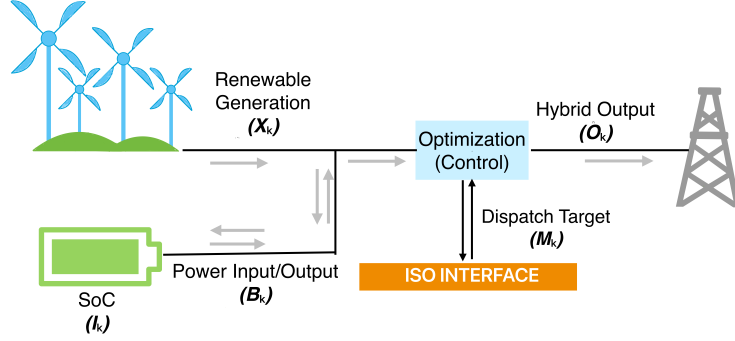 Renewable
Generation
(Xₖ)
Hybrid Output
(Oₖ)
Optimization
(Control)
Dispatch Target
(Mₖ)
ISO INTERFACE
Power Input/Output
(Bₖ)
SoC
(Iₖ)